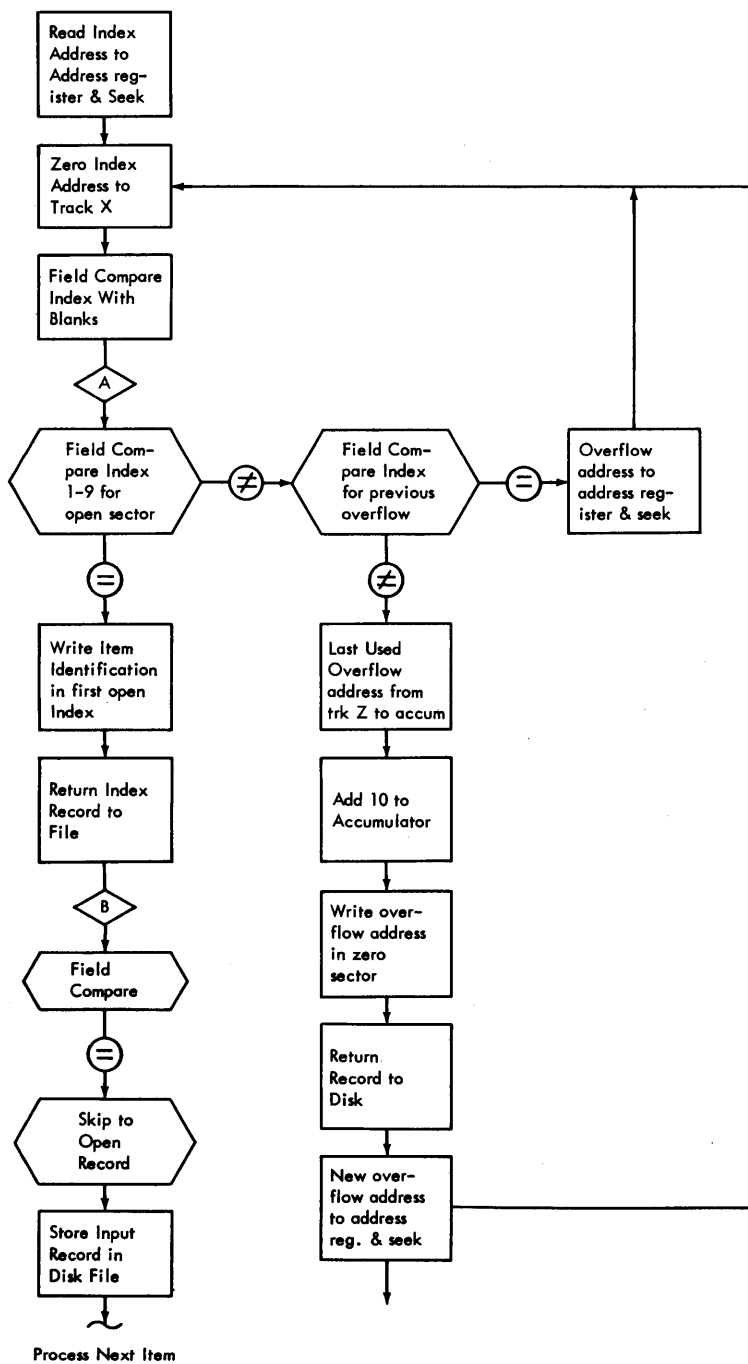 Read Index
Address to
Address reg-
ister & Seek
Zero Index
Address to
Track X
Field Compare
Index With
Blanks
A
Field Com-
pare Index
1-9 for
open sector
≠
Field Com-
pare Index
for previous
overflow
=
Overflow
address to
address reg-
ister & seek
=
≠
Write Item
Identification
in first open
Index
Last Used
Overflow
address from
trk Z to accum
Return Index
Record to
File
Add 10 to
Accumulator
B
Write over-
flow address
in zero
sector
Field
Compare
=
Return
Record to
Disk
Skip to
Open
Record
New over-
flow address
to address
reg. & seek
Store Input
Record in
Disk File
Process Next Item